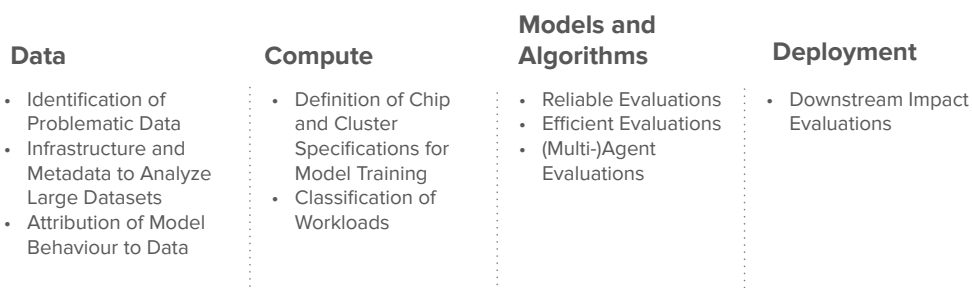 Data
• Identification of
Problematic Data
• Infrastructure and
Metadata to Analyze
Large Datasets
• Attribution of Model
Behaviour to Data
Compute
• Definition of Chip
and Cluster
Specifications for
Model Training
• Classification of
Workloads
Models and
Algorithms
• Reliable Evaluations
• Efficient Evaluations
• (Multi-)Agent
Evaluations
Deployment
• Downstream Impact
Evaluations